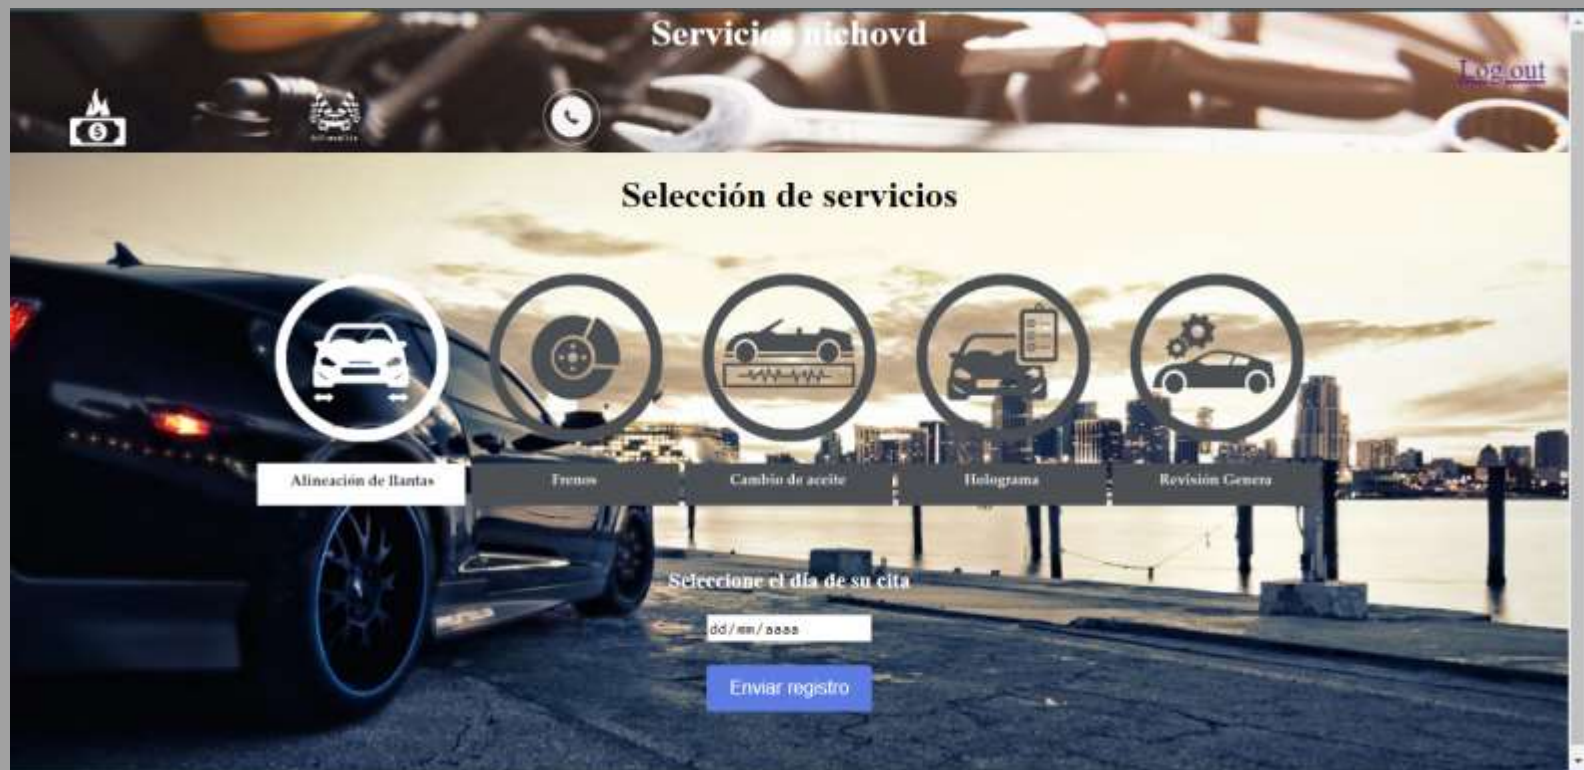 Servicios nichovd
Log out
$
Selección de servicios
Alineación de llantas
Frenos
Cambio de aceite
Holograma
Revisión Genera
Seleccione el día de su cita
dd/mm/aaaa
Enviar registro